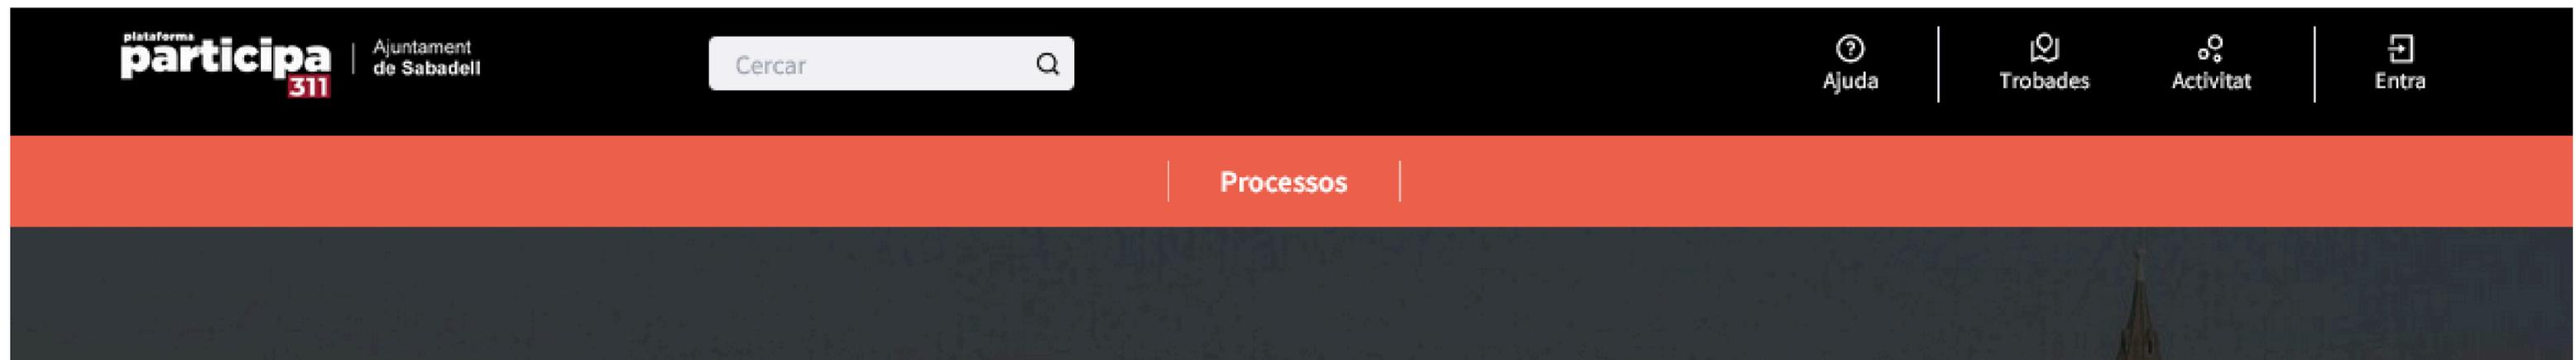 plataforma
participa
311
Ajuntament
de Sabadell
Cercar
Ajuda
Trobades
Activitat
Entra
Processos